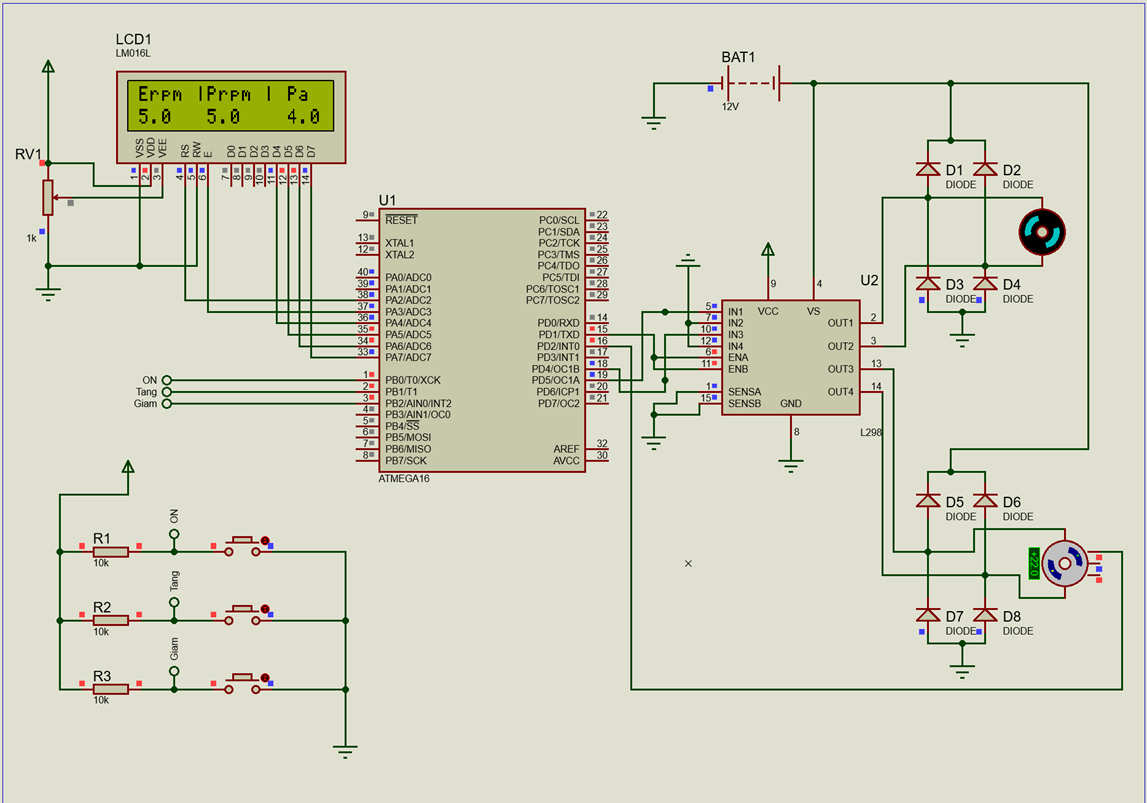 LCD1
LM016L
Erpm |Prpm | Pa
5.0 5.0 4.0
VSS VDD VEE RS RW E D0 D1 D2 D3 D4 D5 D6 D7
1 2 3 4 5 6 7 8 9 10 11 12 13 14
RV1
1k
BAT1
12V
U1
9 RESET
13 XTAL1
12 XTAL2
40 PA0/ADC0
39 PA1/ADC1
38 PA2/ADC2
37 PA3/ADC3
36 PA4/ADC4
35 PA5/ADC5
34 PA6/ADC6
33 PA7/ADC7
1 PB0/T0/XCK
2 PB1/T1
3 PB2/AIN0/INT2
4 PB3/AIN1/OC0
5 PB4/SS
6 PB5/MOSI
7 PB6/MISO
8 PB7/SCK
PC0/SCL 22
PC1/SDA 23
PC2/TCK 24
PC3/TMS 25
PC4/TDO 26
PC5/TDI 27
PC6/TOSC1 28
PC7/TOSC2 29
PD0/RXD 14
PD1/TXD 15
PD2/INT0 16
PD3/INT1 17
PD4/OC1B 18
PD5/OC1A 19
PD6/ICP1 20
PD7/OC2 21
AREF 32
AVCC 30
ATMEGA16
ON
Tang
Giam
U2
9 VCC
4 VS
5 IN1
7 IN2
10 IN3
12 IN4
6 ENA
11 ENB
1 SENSA
15 SENSB
OUT1 2
OUT2 3
OUT3 13
OUT4 14
GND
8
L298
D1
DIODE
D2
DIODE
D3
DIODE
D4
DIODE
D5
DIODE
D6
DIODE
D7
DIODE
D8
DIODE
R1
10k
ON
R2
10k
Tang
R3
10k
Giam